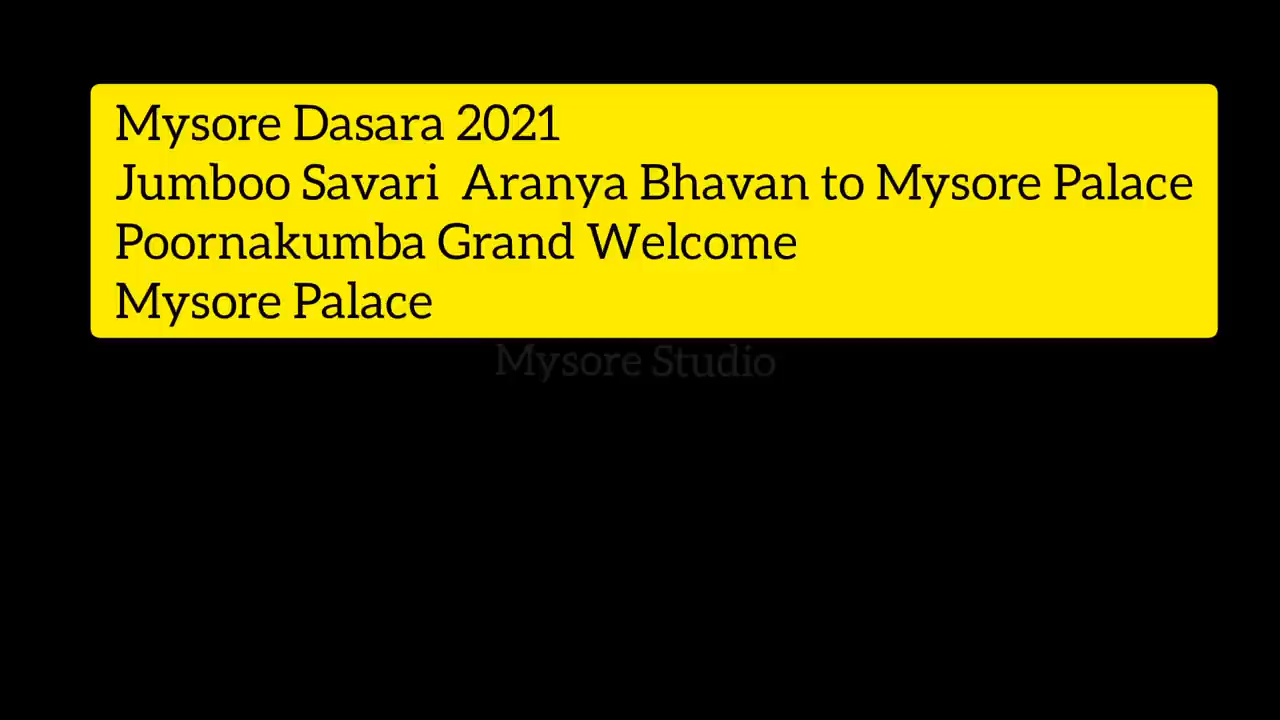 Mysore Dasara 2021
Jumboo Savari  Aranya Bhavan to Mysore Palace
Poornakumba Grand Welcome
Mysore Palace
Mysore Studio